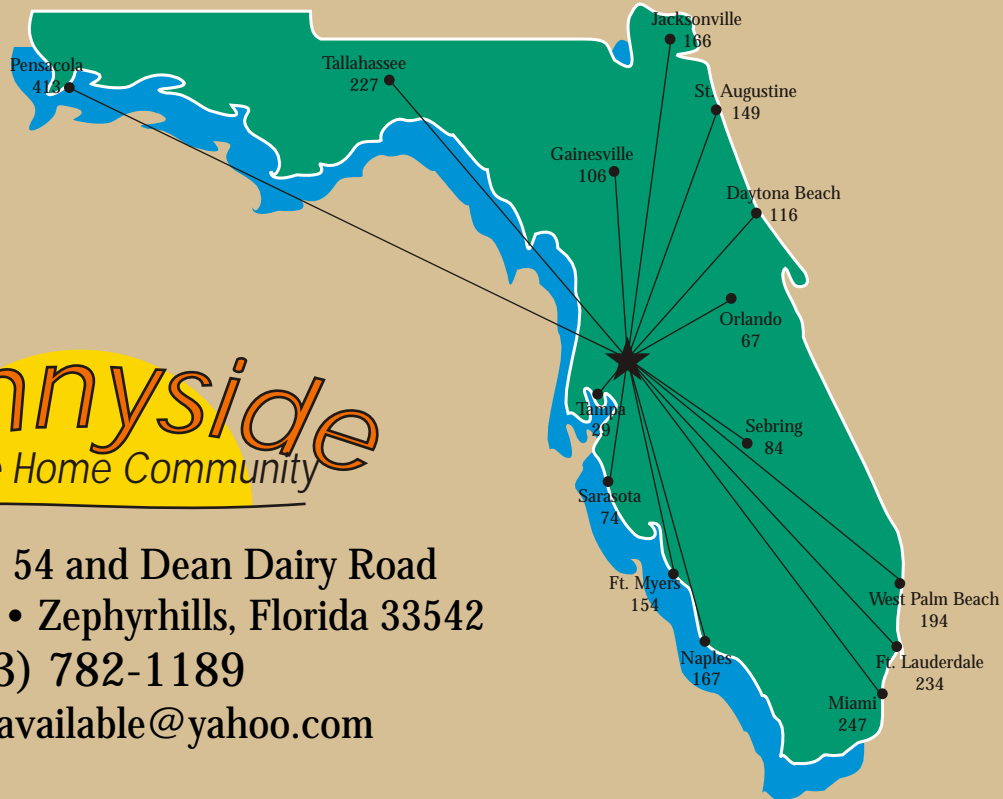 Jacksonville
166
Pensacola
413
Tallahassee
227
St. Augustine
149
Gainesville
106
Daytona Beach
116
Orlando
67
Tampa
29
Sebring
84
Sarasota
74
Ft. Myers
154
West Palm Beach
194
Naples
167
Ft. Lauderdale
234
Miami
247
nnyside
e Home Community
54 and Dean Dairy Road
• Zephyrhills, Florida 33542
3) 782-1189
available@yahoo.com